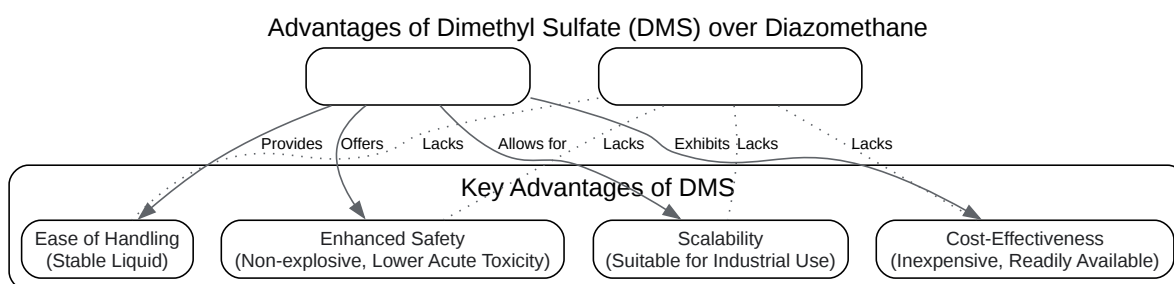 Advantages of Dimethyl Sulfate (DMS) over Diazomethane
Provides
Offers
Lacks
Allows for
Lacks
Exhibits
Lacks
Lacks
Key Advantages of DMS
Ease of Handling
(Stable Liquid)
Enhanced Safety
(Non-explosive, Lower Acute Toxicity)
Scalability
(Suitable for Industrial Use)
Cost-Effectiveness
(Inexpensive, Readily Available)